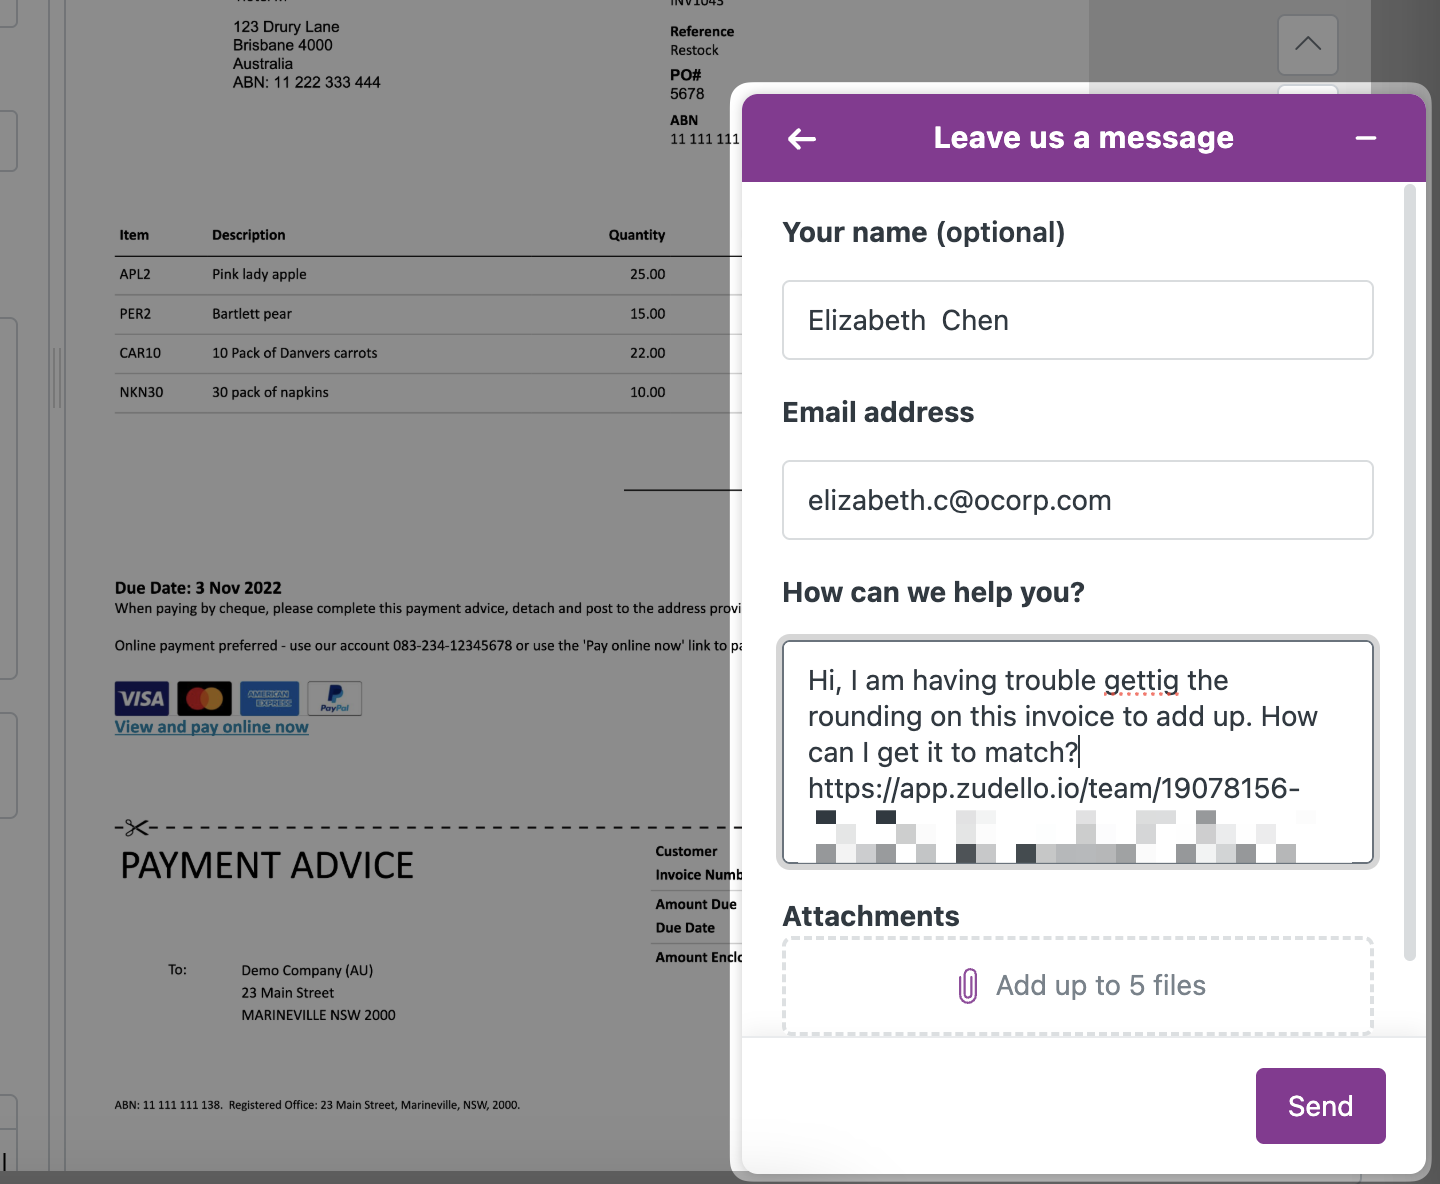 123 Drury Lane
Brisbane 4000
Australia
ABN: 11 222 333 444
INV1043
Reference
Restock
PO#
5678
ABN
11 111 111
Item Description Quantity
APL2 Pink lady apple 25.00
PER2 Bartlett pear 15.00
CAR10 10 Pack of Danvers carrots 22.00
NKN30 30 pack of napkins 10.00
Due Date: 3 Nov 2022
When paying by cheque, please complete this payment advice, detach and post to the address provi
Online payment preferred - use our account 083-234-12345678 or use the 'Pay online now' link to pa
VISA
AMERICAN
EXPRESS
PayPal
View and pay online now
PAYMENT ADVICE
Customer
Invoice Numb
Amount Due
Due Date
Amount Enclo
To: Demo Company (AU)
23 Main Street
MARINEVILLE NSW 2000
ABN: 11 111 111 138. Registered Office: 23 Main Street, Marineville, NSW, 2000.
Leave us a message
Your name (optional)
Elizabeth  Chen
Email address
elizabeth.c@ocorp.com
How can we help you?
Hi, I am having trouble gettig the
rounding on this invoice to add up. How
can I get it to match?
https://app.zudello.io/team/19078156-
Attachments
Add up to 5 files
Send